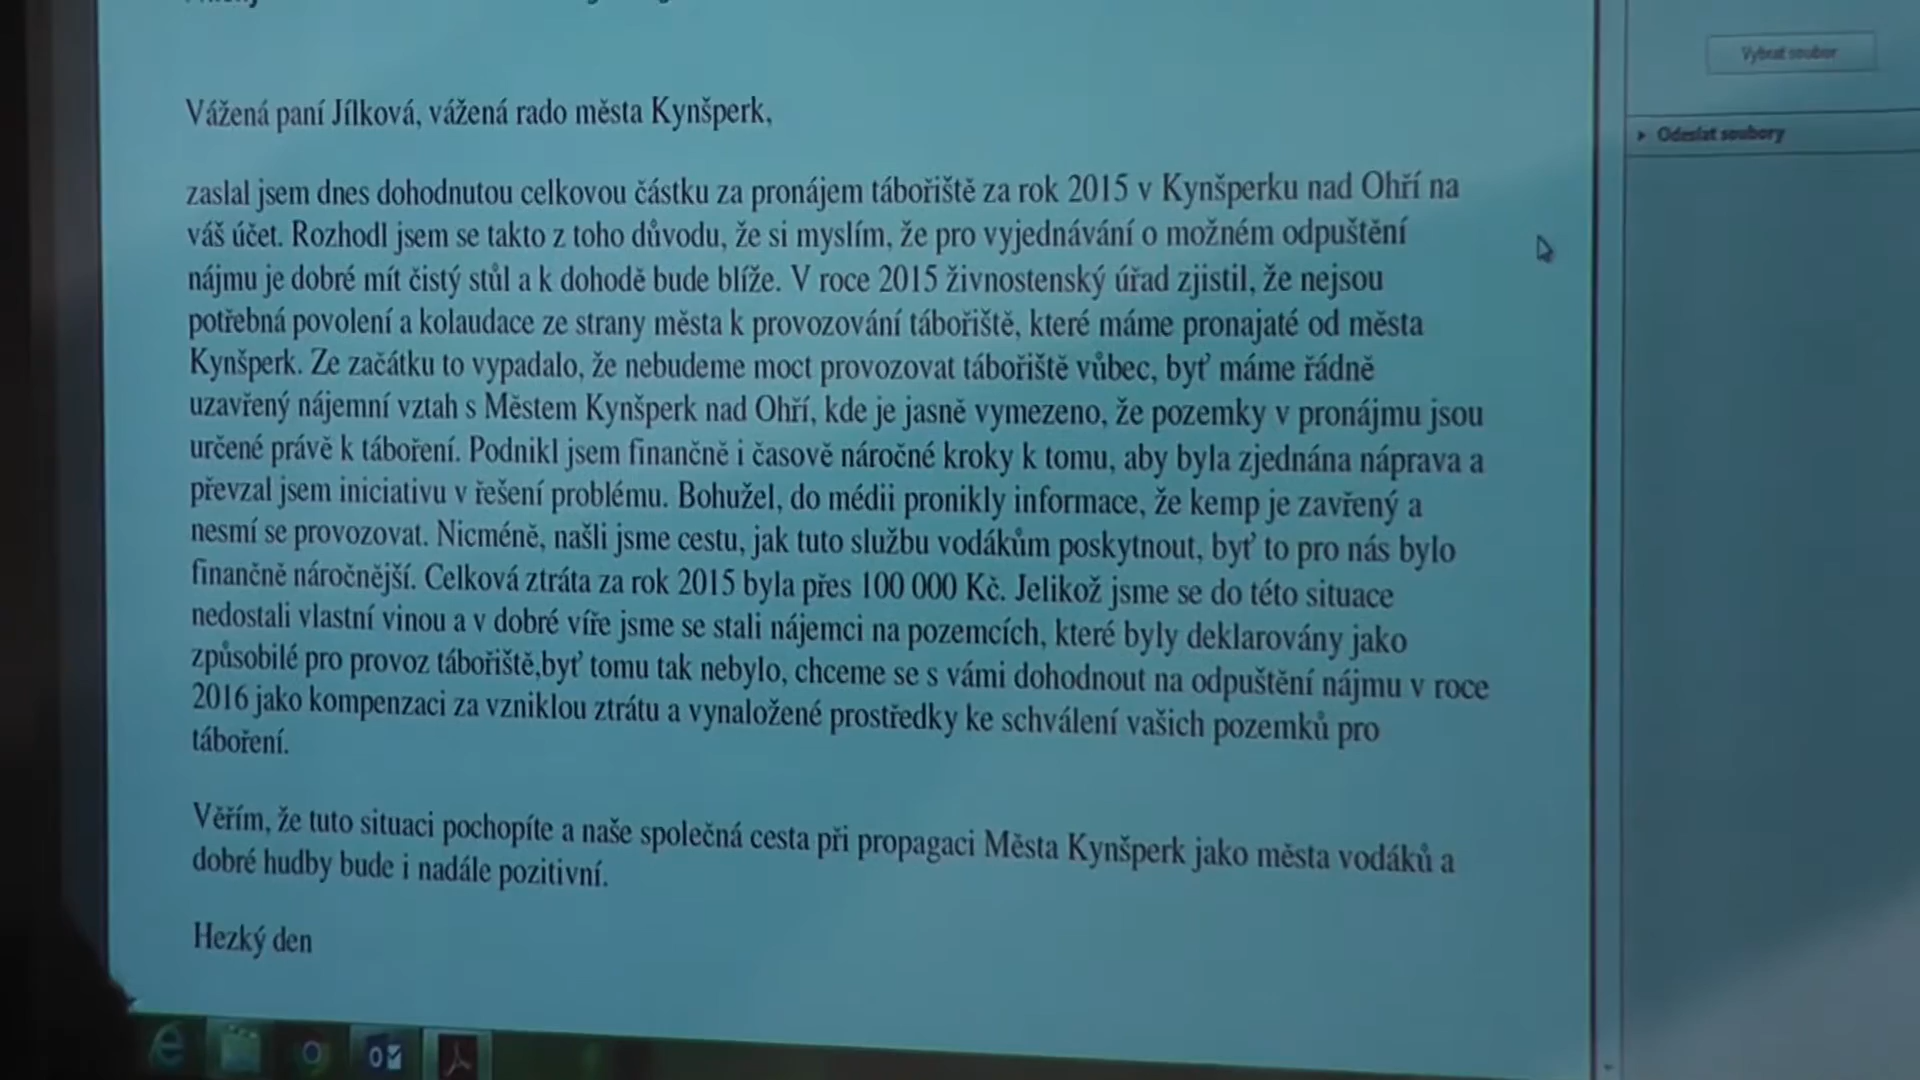 Vybrat soubor
Odeslat soubory
Vážená paní Jílková, vážená rado města Kynšperk,
zaslal jsem dnes dohodnutou celkovou částku za pronájem tábořiště za rok 2015 v Kynšperku nad Ohří na
váš účet. Rozhodl jsem se takto z toho důvodu, že si myslím, že pro vyjednávání o možném odpuštění
nájmu je dobré mít čistý stůl a k dohodě bude blíže. V roce 2015 živnostenský úřad zjistil, že nejsou
potřebná povolení a kolaudace ze strany města k provozování tábořiště, které máme pronajaté od města
Kynšperk. Ze začátku to vypadalo, že nebudeme moct provozovat tábořiště vůbec, byť máme řádně
uzavřený nájemní vztah s Městem Kynšperk nad Ohří, kde je jasně vymezeno, že pozemky v pronájmu jsou
určené právě k táboření. Podnikl jsem finančně i časově náročné kroky k tomu, aby byla zjednána náprava a
převzal jsem iniciativu v řešení problému. Bohužel, do médii pronikly informace, že kemp je zavřený a
nesmí se provozovat. Nicméně, našli jsme cestu, jak tuto službu vodákům poskytnout, byť to pro nás bylo
finančně náročnější. Celková ztráta za rok 2015 byla přes 100 000 Kč. Jelikož jsme se do této situace
nedostali vlastní vinou a v dobré víře jsme se stali nájemci na pozemcích, které byly deklarovány jako
způsobilé pro provoz tábořiště,byť tomu tak nebylo, chceme se s vámi dohodnout na odpuštění nájmu v roce
2016 jako kompenzaci za vzniklou ztrátu a vynaložené prostředky ke schválení vašich pozemků pro
táboření.
Věřím, že tuto situaci pochopíte a naše společná cesta při propagaci Města Kynšperk jako města vodáků a
dobré hudby bude i nadále pozitivní.
Hezký den